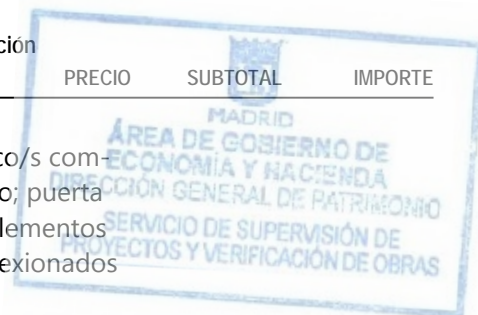 ción
PRECIO SUBTOTAL IMPORTE
MADRID
ÁREA DE GOBIERNO DE
ECONOMÍA Y HACIENDA
DIRECCIÓN GENERAL DE PATRIMONIO
SERVICIO DE SUPERVISIÓN DE
PROYECTOS Y VERIFICACIÓN DE OBRAS
co/s com-
o; puerta
lementos
exionados